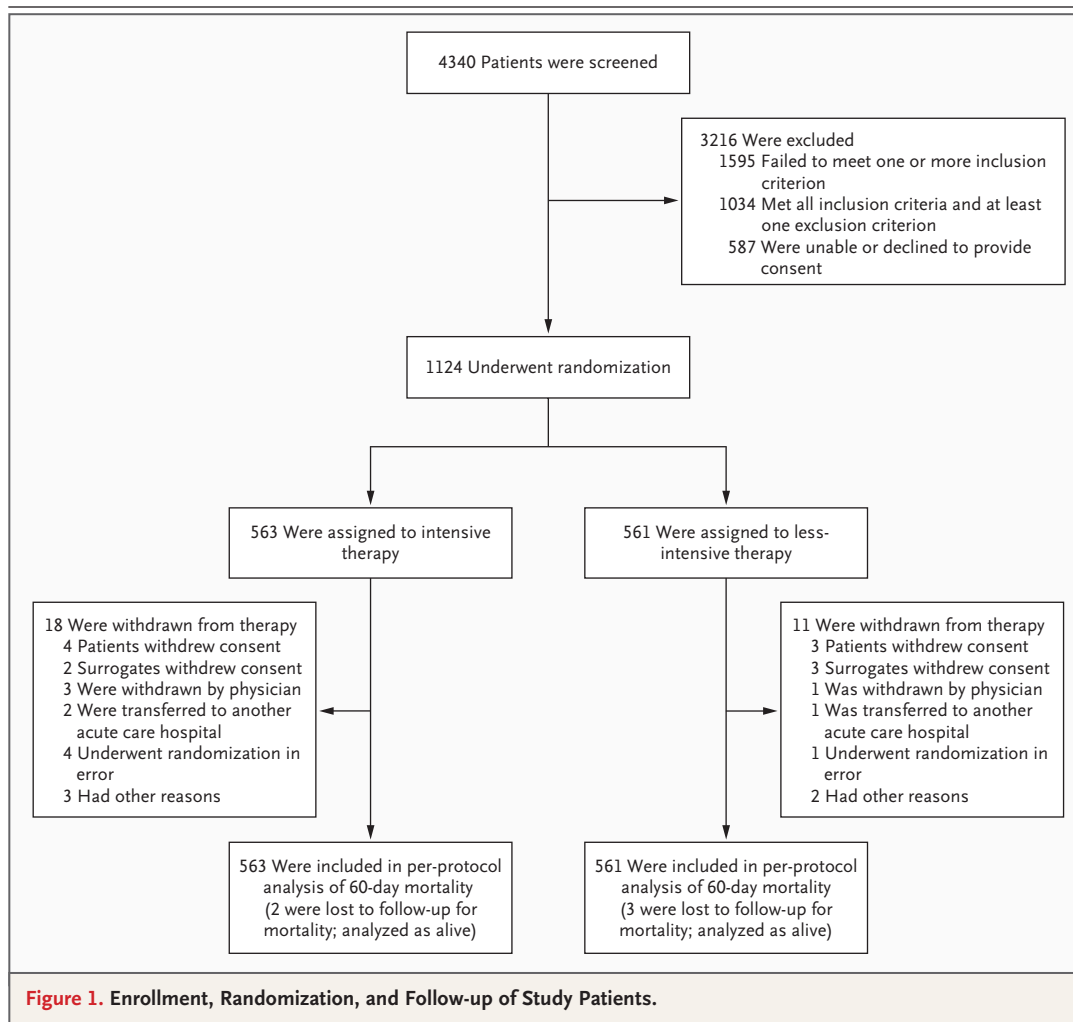 4340 Patients were screened
3216 Were excluded
1595 Failed to meet one or more inclusion
criterion
1034 Met all inclusion criteria and at least
one exclusion criterion
587 Were unable or declined to provide
consent
1124 Underwent randomization
563 Were assigned to intensive
therapy
561 Were assigned to less-
intensive therapy
18 Were withdrawn from therapy
4 Patients withdrew consent
2 Surrogates withdrew consent
3 Were withdrawn by physician
2 Were transferred to another
acute care hospital
4 Underwent randomization in
error
3 Had other reasons
11 Were withdrawn from therapy
3 Patients withdrew consent
3 Surrogates withdrew consent
1 Was withdrawn by physician
1 Was transferred to another
acute care hospital
1 Underwent randomization in
error
2 Had other reasons
563 Were included in per-protocol
analysis of 60-day mortality
(2 were lost to follow-up for
mortality; analyzed as alive)
561 Were included in per-protocol
analysis of 60-day mortality
(3 were lost to follow-up for
mortality; analyzed as alive)
Figure 1. Enrollment, Randomization, and Follow-up of Study Patients.